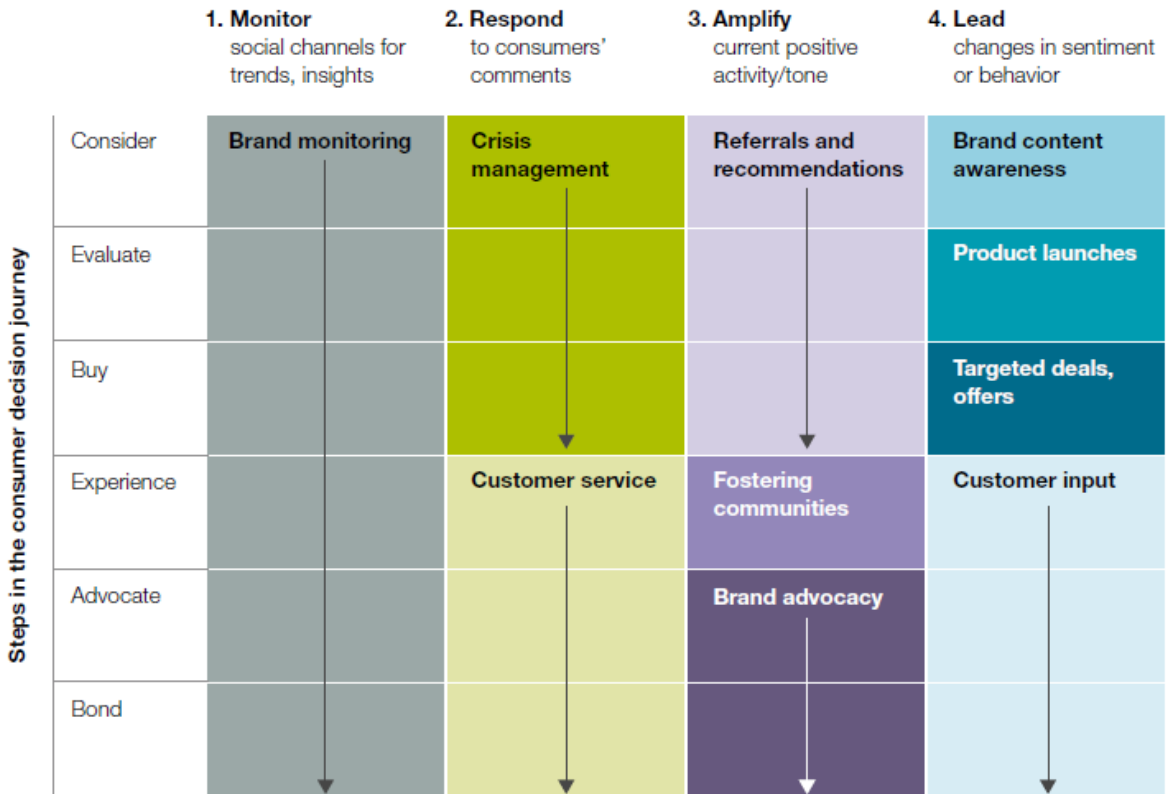 1. Monitor
social channels for
trends, insights
2. Respond
to consumers’
comments
3. Amplify
current positive
activity/tone
4. Lead
changes in sentiment
or behavior
Steps in the consumer decision journey
Consider
Brand monitoring
Crisis
management
Referrals and
recommendations
Brand content
awareness
Evaluate
Product launches
Buy
Targeted deals,
offers
Experience
Customer service
Fostering
communities
Customer input
Advocate
Brand advocacy
Bond